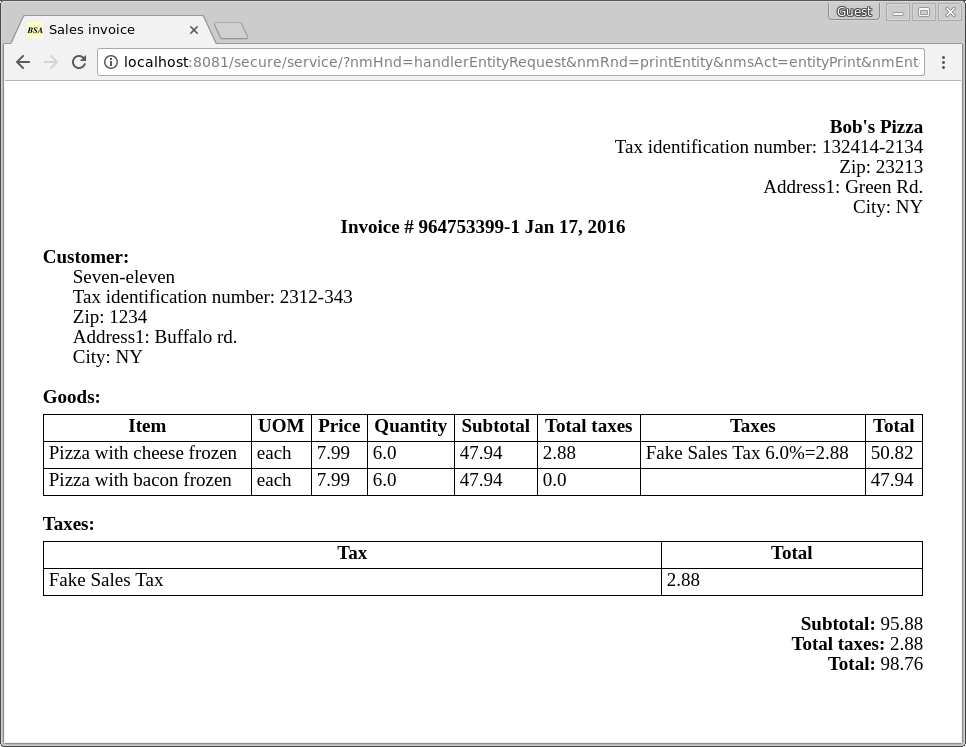 Guest
BSA Sales invoice
localhost:8081/secure/service/?nmHnd=handlerEntityRequest&nmRnd=printEntity&nmsAct=entityPrint&nmEnt
Bob's Pizza
Tax identification number: 132414-2134
Zip: 23213
Address1: Green Rd.
City: NY
Invoice # 964753399-1 Jan 17, 2016
Customer:
Seven-eleven
Tax identification number: 2312-343
Zip: 1234
Address1: Buffalo rd.
City: NY
Goods:
Item UOM Price Quantity Subtotal Total taxes Taxes Total
Pizza with cheese frozen each 7.99 6.0 47.94 2.88 Fake Sales Tax 6.0%=2.88 50.82
Pizza with bacon frozen each 7.99 6.0 47.94 0.0 47.94
Taxes:
Tax Total
Fake Sales Tax 2.88
Subtotal: 95.88
Total taxes: 2.88
Total: 98.76